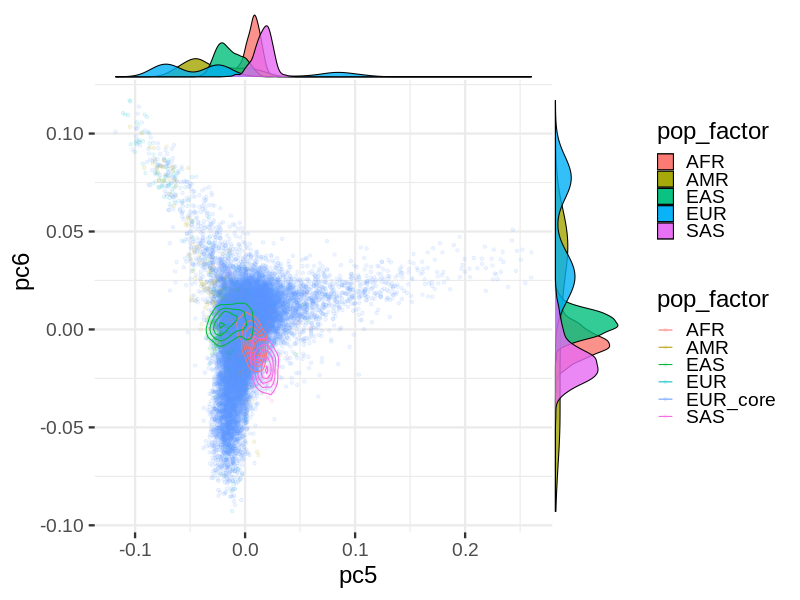 0.10
0.05
0.00
-0.05
-0.10
pc6
-0.1
0.0
0.1
0.2
pc5
pop_factor
AFR
AMR
EAS
EUR
SAS
pop_factor
AFR
AMR
EAS
EUR
EUR_core
SAS